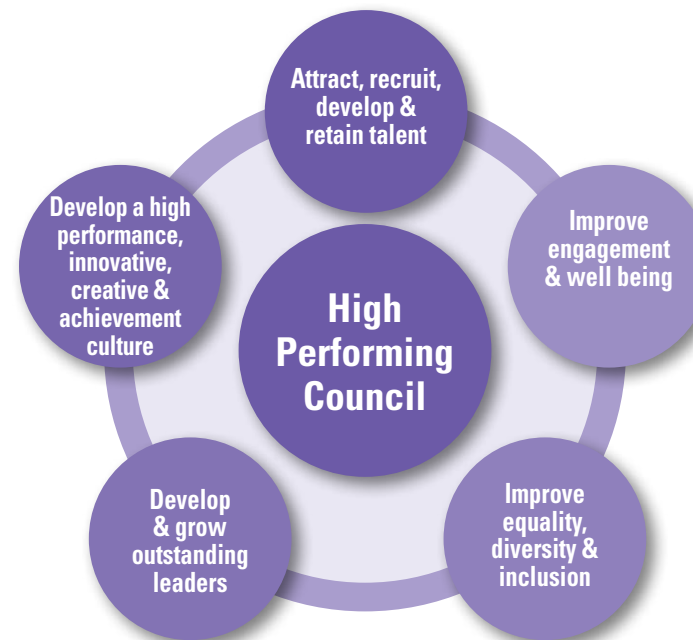 Attract, recruit,
develop &
retain talent
Improve
engagement
& well being
Improve
equality,
diversity &
inclusion
Develop
& grow
outstanding
leaders
Develop a high
performance,
innovative,
creative &
achievement
culture
High
Performing
Council